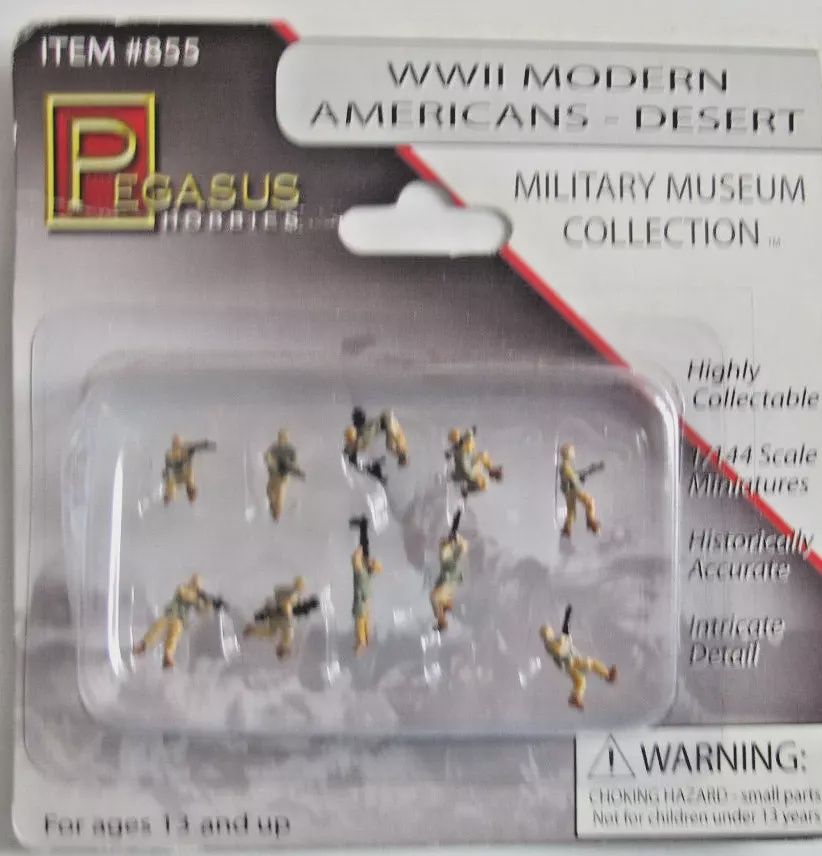 ITEM #855
WWII MODERN
AMERICANS - DESERT
PEGASUS
HOBBIES
MILITARY MUSEUM
COLLECTION ™
Highly
Collectable
1/144 Scale
Miniatures
Historically
Accurate
Intricate
Detail
WARNING:
CHOKING HAZARD - small parts
Not for children under 13 years
For ages 13 and up